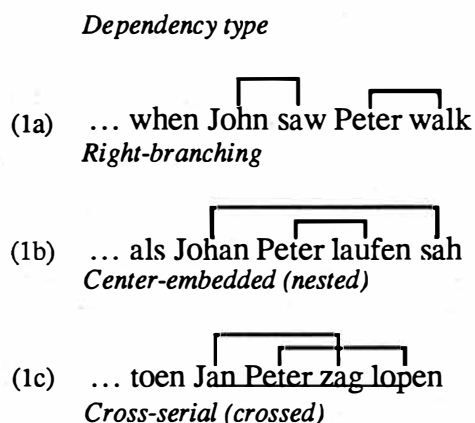 Dependency type
(1a) ... when John saw Peter walk
Right-branching
(1b) ... als Johan Peter laufen sah
Center-embedded (nested)
(1c) ... toen Jan Peter zag lopen
Cross-serial (crossed)